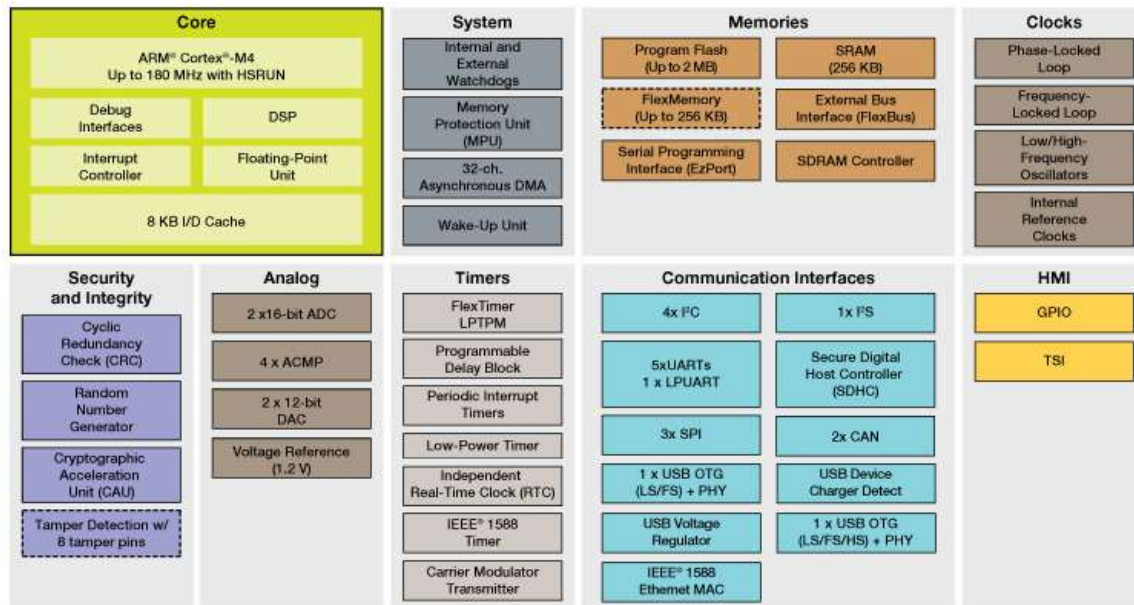 Core
ARM® Cortex®-M4
Up to 180 MHz with HSRUN
Debug
Interfaces
DSP
Interrupt
Controller
Floating-Point
Unit
8 KB I/D Cache
System
Internal and
External
Watchdogs
Memory
Protection Unit
(MPU)
32-ch.
Asynchronous DMA
Wake-Up Unit
Memories
Program Flash
(Up to 2 MB)
SRAM
(256 KB)
FlexMemory
(Up to 256 KB)
External Bus
Interface (FlexBus)
Serial Programming
Interface (EzPort)
SDRAM Controller
Clocks
Phase-Locked
Loop
Frequency-
Locked Loop
Low/High-
Frequency
Oscillators
Internal
Reference
Clocks
Security
and Integrity
Cyclic
Redundancy
Check (CRC)
Random
Number
Generator
Cryptographic
Acceleration
Unit (CAU)
Tamper Detection w/
8 tamper pins
Analog
2 x16-bit ADC
4 x ACMP
2 x 12-bit
DAC
Voltage Reference
(1.2 V)
Timers
FlexTimer
LPTPM
Programmable
Delay Block
Periodic Interrupt
Timers
Low-Power Timer
Independent
Real-Time Clock (RTC)
IEEE® 1588
Timer
Carrier Modulator
Transmitter
Communication Interfaces
4x I²C
1x I²S
5xUARTs
1 x LPUART
Secure Digital
Host Controller
(SDHC)
3x SPI
2x CAN
1 x USB OTG
(LS/FS) + PHY
USB Device
Charger Detect
USB Voltage
Regulator
1 x USB OTG
(LS/FS/HS) + PHY
IEEE® 1588
Ethernet MAC
HMI
GPIO
TSI